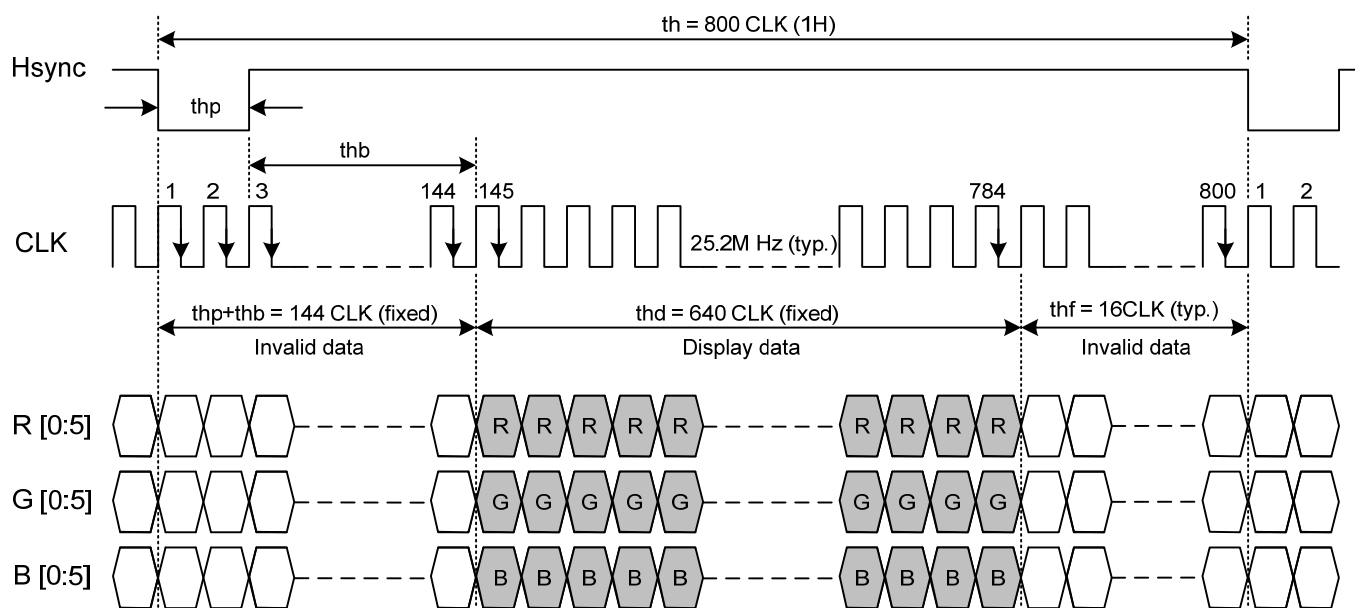 th = 800 CLK (1H)
Hsync
thp
thb
1 2 3 144 145 784 800 1 2
CLK
25.2M Hz (typ.)
thp+thb = 144 CLK (fixed) thd = 640 CLK (fixed) thf = 16CLK (typ.)
Invalid data Display data Invalid data
R [0:5] R R R R R R R R R
G [0:5] G G G G G G G G G
B [0:5] B B B B B B B B B